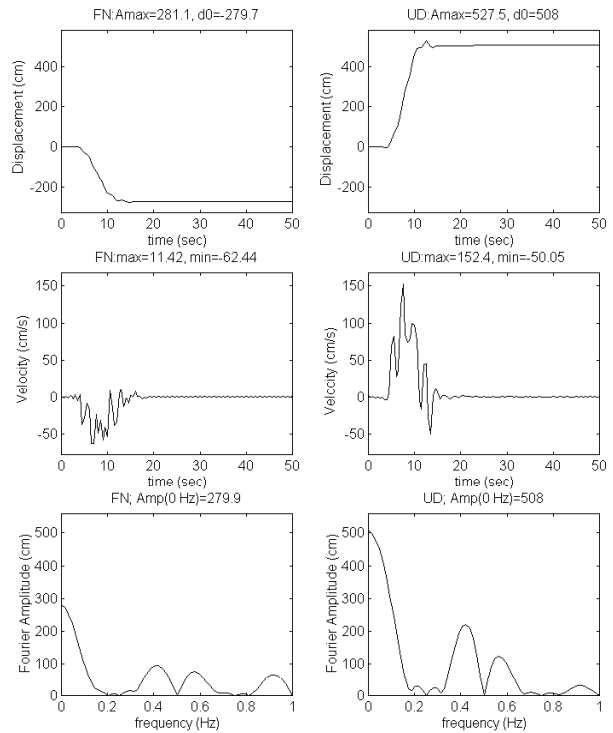 FN:Amax=281.1, d0=-279.7
UD:Amax=527.5, d0=508
Displacement (cm)
400
200
0
-200
0 10 20 30 40 50
time (sec)
Displacement (cm)
400
200
0
-200
0 10 20 30 40 50
time (sec)
FN:max=11.42, min=-62.44
UD:max=152.4, min=-50.05
Velocity (cm/s)
150
100
50
0
-50
0 10 20 30 40 50
time (sec)
Velccity (cm/s)
150
100
50
0
-50
0 10 20 30 40 50
time (sec)
FN; Amp(0 Hz)=279.9
UD; Amp(0 Hz)=508
Fourier Amplitude (cm)
500
400
300
200
100
0
0 0.2 0.4 0.6 0.8 1
frequency (Hz)
Fourier Amplitude (cm)
500
400
300
200
100
0
0 0.2 0.4 0.6 0.8 1
frequency (Hz)